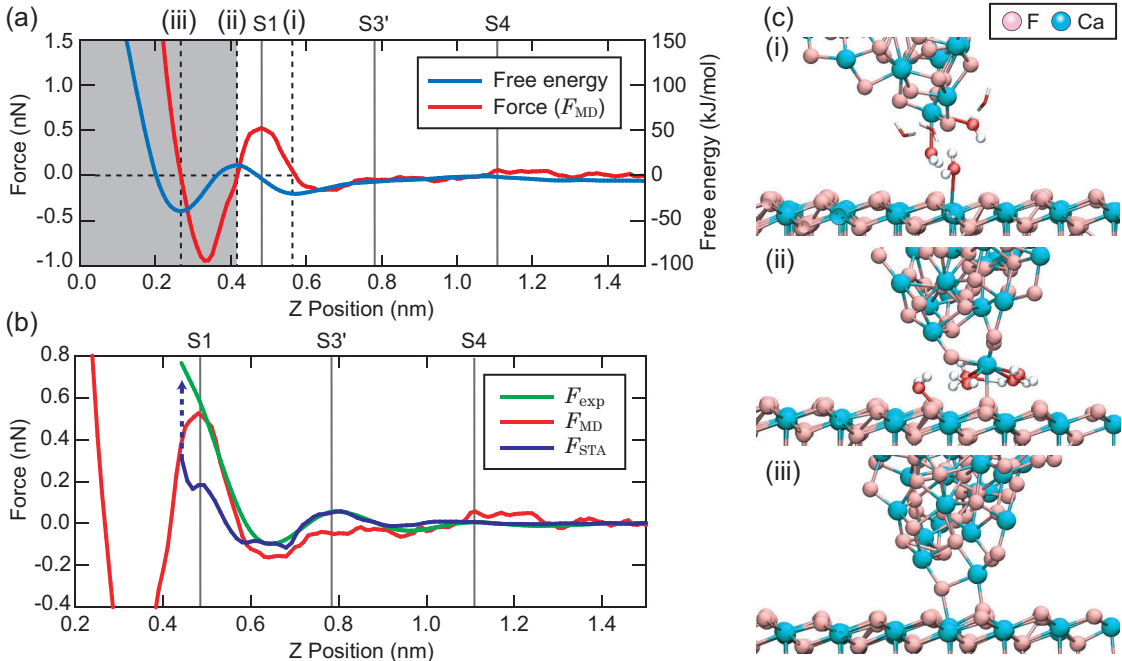 (a)
(iii)
(ii)
S1
(i)
S3'
S4
1.5
1.0
0.5
0.0
-0.5
-1.0
Force (nN)
Free energy
Force (F_MD)
150
100
50
0
-50
-100
Free energy (kJ/mol)
0.0 0.2 0.4 0.6 0.8 1.0 1.2 1.4
Z Position (nm)
(b)
S1
S3'
S4
0.8
0.6
0.4
0.2
0.0
-0.2
-0.4
Force (nN)
F_exp
F_MD
F_STA
0.2 0.4 0.6 0.8 1.0 1.2 1.4
Z Position (nm)
(c)
F Ca
(i)
(ii)
(iii)